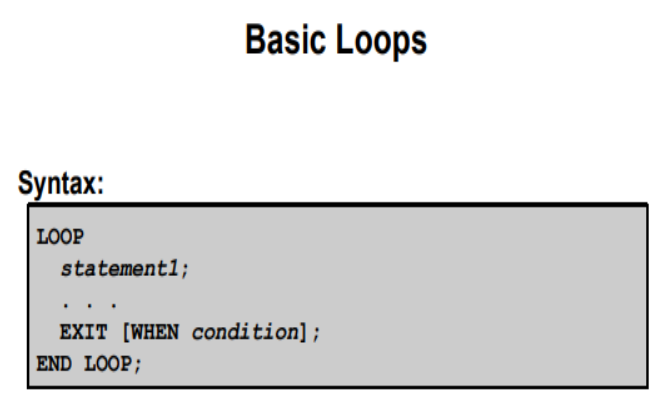 Basic Loops
Syntax:
LOOP
statement1;
. . .
EXIT [WHEN condition];
END LOOP;